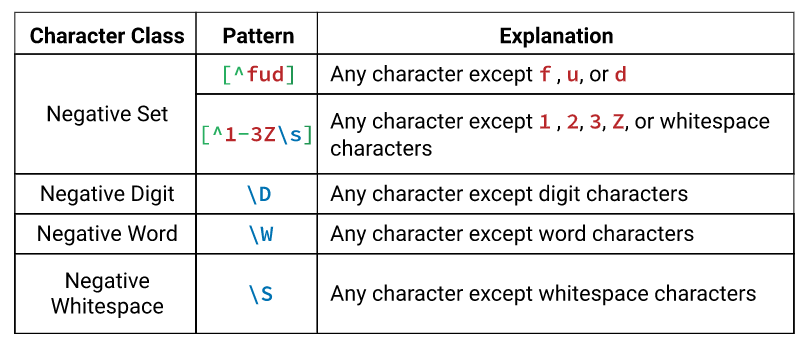 Character Class Pattern Explanation
Negative Set
[^fud] Any character except f , u, or d
[^1-3Z\s] Any character except 1 , 2, 3, Z, or whitespace
characters
Negative Digit \D Any character except digit characters
Negative Word \W Any character except word characters
Negative
Whitespace
\S Any character except whitespace characters